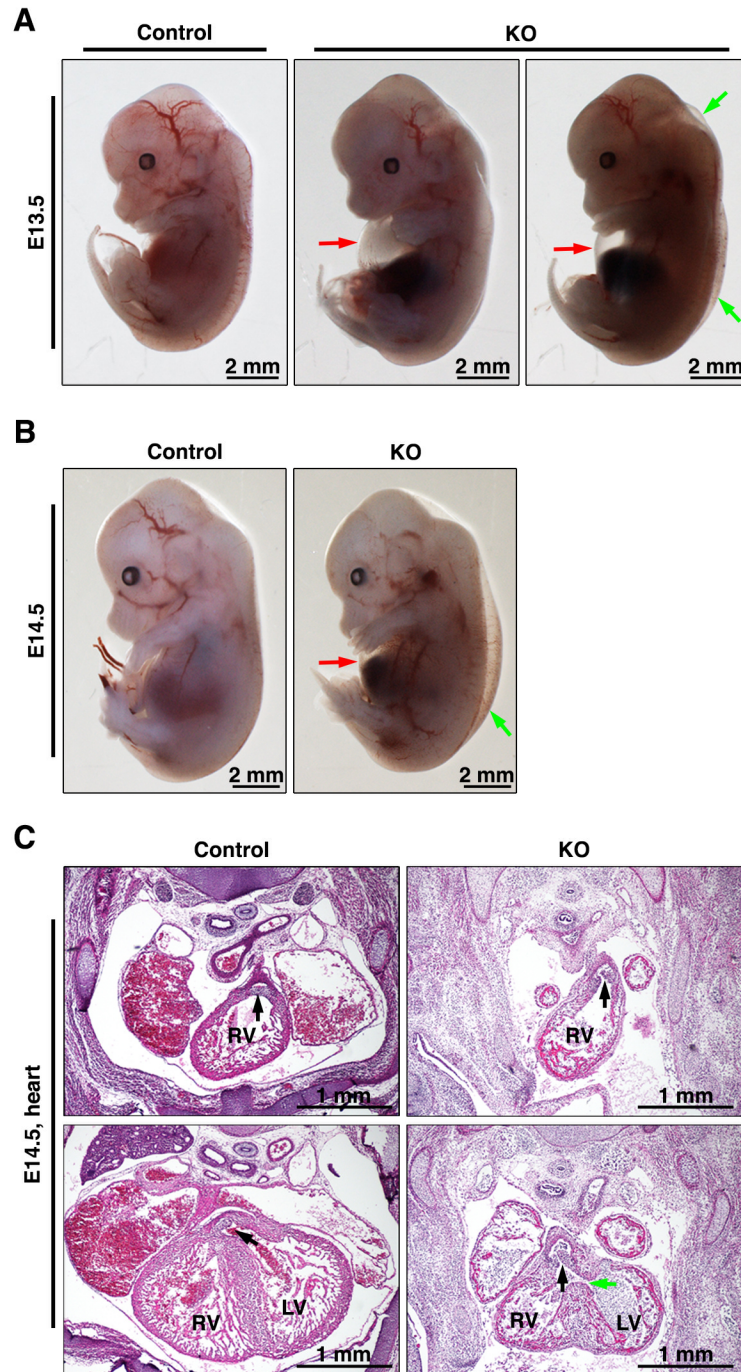 A
Control
KO
E13.5
2 mm
2 mm
2 mm
B
Control
KO
E14.5
2 mm
2 mm
C
Control
KO
E14.5, heart
RV
1 mm
RV
1 mm
RV
LV
1 mm
RV
LV
1 mm